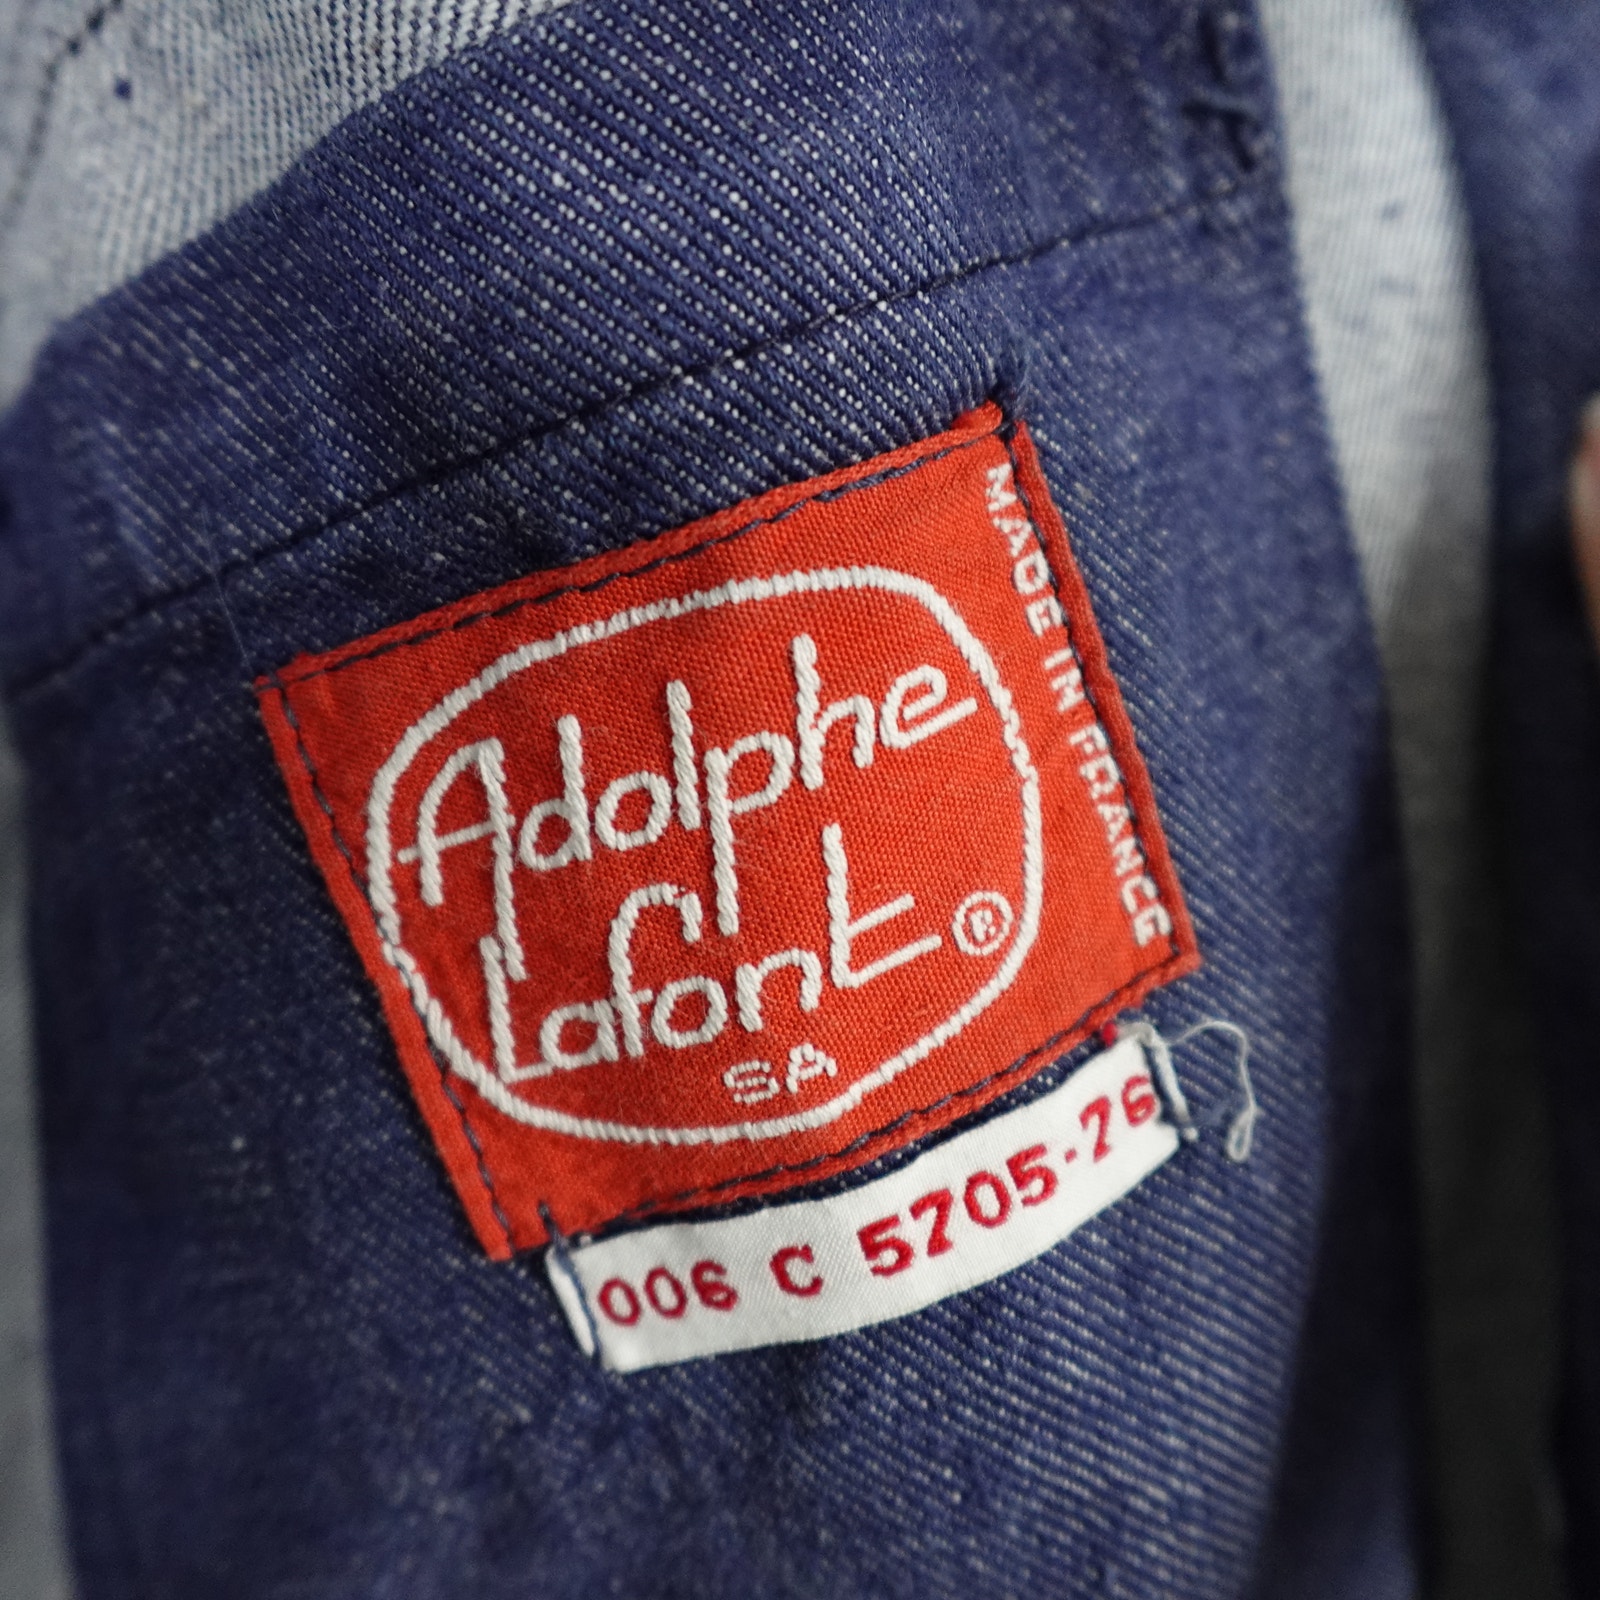 Adolphe
Lafont ®
SA
MADE IN FRANCE
006 C 5705-76